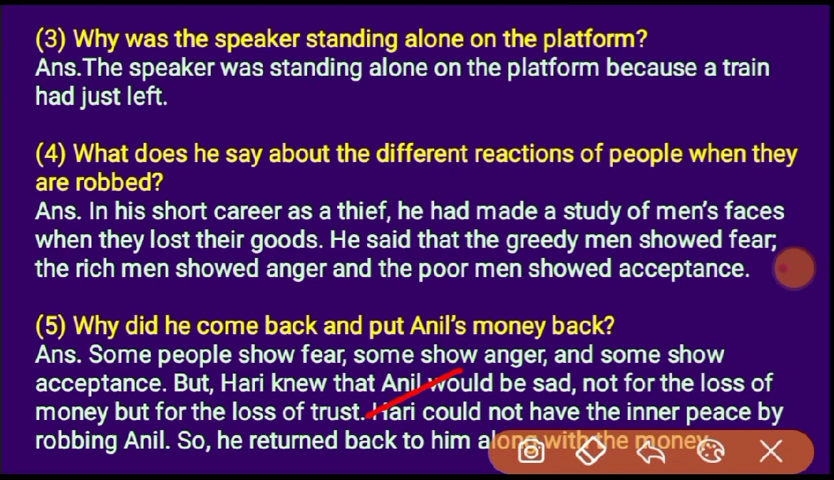 (3) Why was the speaker standing alone on the platform?
Ans.The speaker was standing alone on the platform because a train
had just left.
(4) What does he say about the different reactions of people when they
are robbed?
Ans. In his short career as a thief, he had made a study of men's faces
when they lost their goods. He said that the greedy men showed fear;
the rich men showed anger and the poor men showed acceptance.
(5) Why did he come back and put Anil's money back?
Ans. Some people show fear, some show anger, and some show
acceptance. But, Hari knew that Anil would be sad, not for the loss of
money but for the loss of trust. Hari could not have the inner peace by
robbing Anil. So, he returned back to him along with the money.